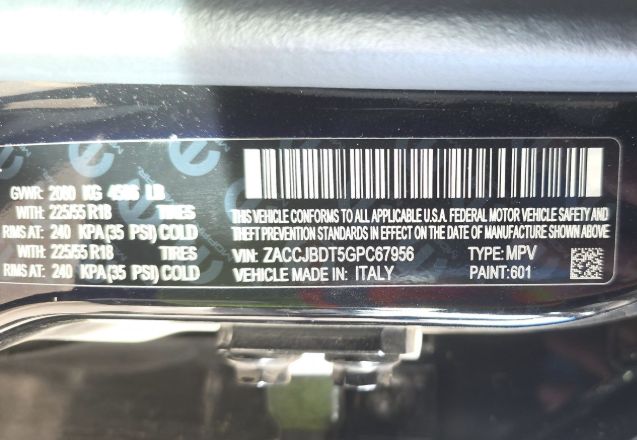 GVWR: 2080 KG 4586 LB
WITH: 225/55 R18 TIRES
RIMS AT: 240 KPA(35 PSI) COLD
WITH: 225/55 R18 TIRES
RIMS AT: 240 KPA(35 PSI) COLD
THIS VEHICLE CONFORMS TO ALL APPLICABLE U.S.A. FEDERAL MOTOR VEHICLE SAFETY AND
THEFT PREVENTION STANDARDS IN EFFECT ON THE DATE OF MANUFACTURE SHOWN ABOVE
VIN: ZACCJBDT5GPC67956 TYPE: MPV
VEHICLE MADE IN: ITALY PAINT: 601